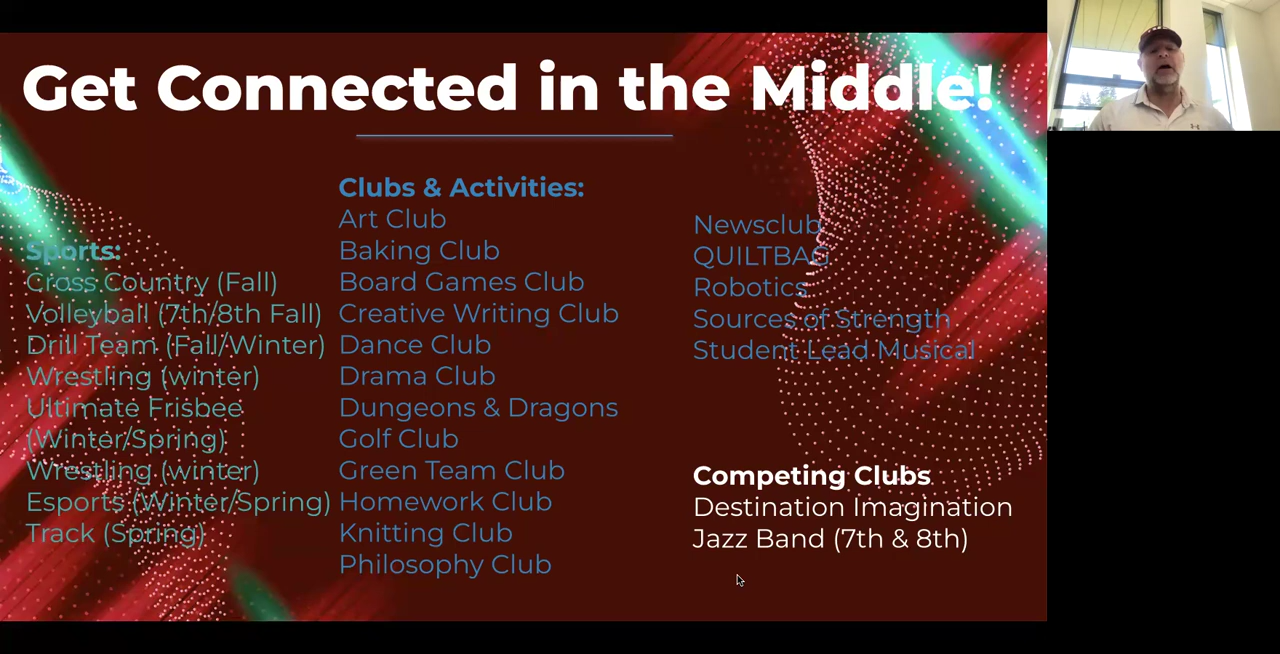 Get Connected in the Middle!
Sports:
Cross Country (Fall)
Volleyball (7th/8th Fall)
Drill Team (Fall/Winter)
Wrestling (winter)
Ultimate Frisbee
(Winter/Spring)
Wrestling (winter)
Esports (Winter/Spring)
Track (Spring)
Clubs & Activities:
Art Club
Baking Club
Board Games Club
Creative Writing Club
Dance Club
Drama Club
Dungeons & Dragons
Golf Club
Green Team Club
Homework Club
Knitting Club
Philosophy Club
Newsclub
QUILTBAG
Robotics
Sources of Strength
Student Lead Musical
Competing Clubs
Destination Imagination
Jazz Band (7th & 8th)